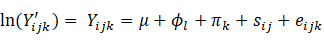 ln(Y′ᵢⱼₖ) = Yᵢⱼₖ = μ + ϕₗ + πₖ + sᵢⱼ + eᵢⱼₖ